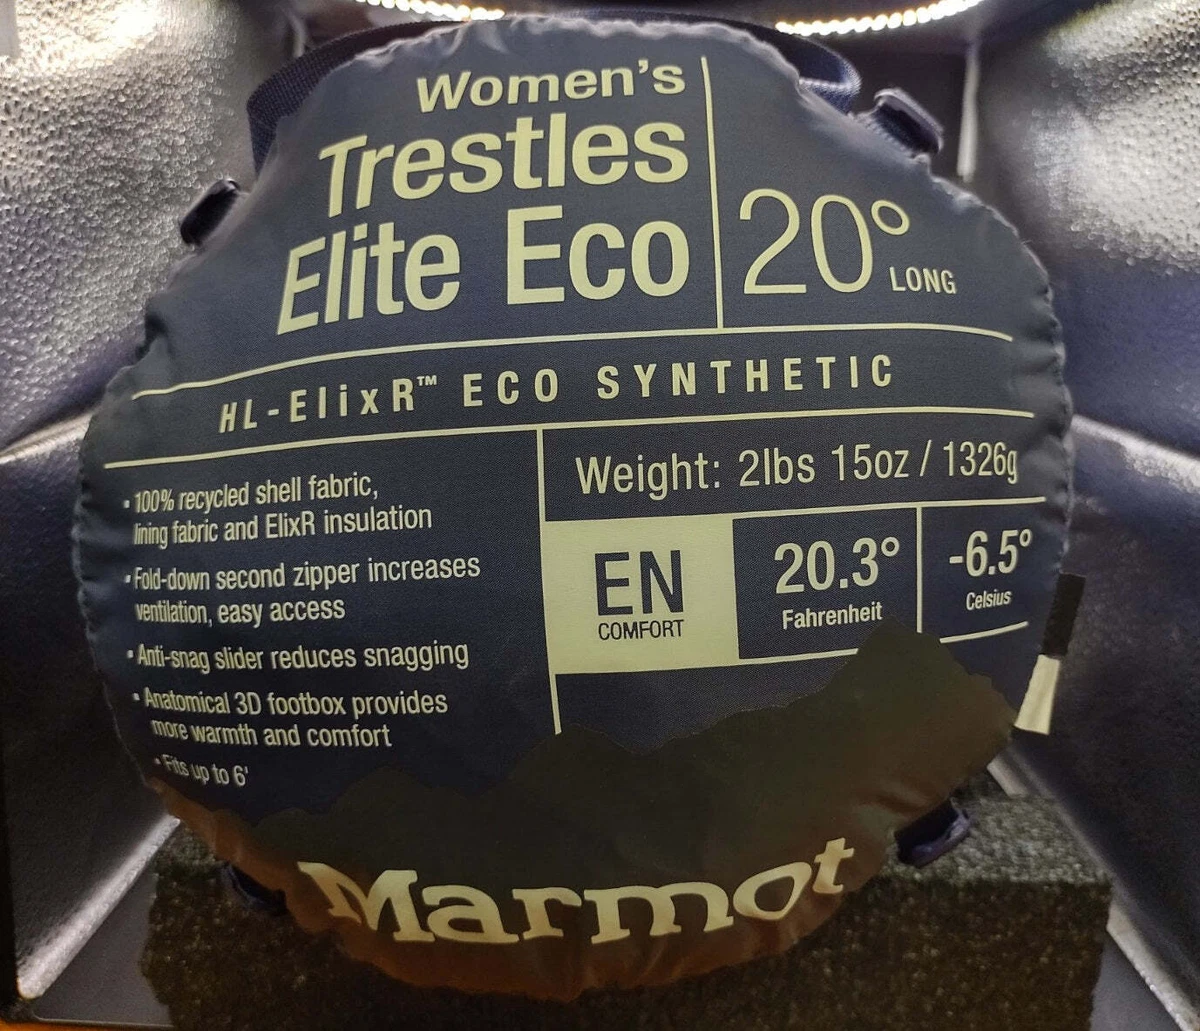 Women's
Trestles
Elite Eco
20°
LONG
HL-ElixR™ ECO SYNTHETIC
• 100% recycled shell fabric,
lining fabric and ElixR insulation
• Fold-down second zipper increases
ventilation, easy access
• Anti-snag slider reduces snagging
• Anatomical 3D footbox provides
more warmth and comfort
• Fits up to 6'
Weight: 2lbs 15oz / 1326g
EN
COMFORT
20.3°
Fahrenheit
-6.5°
Celsius
Marmot